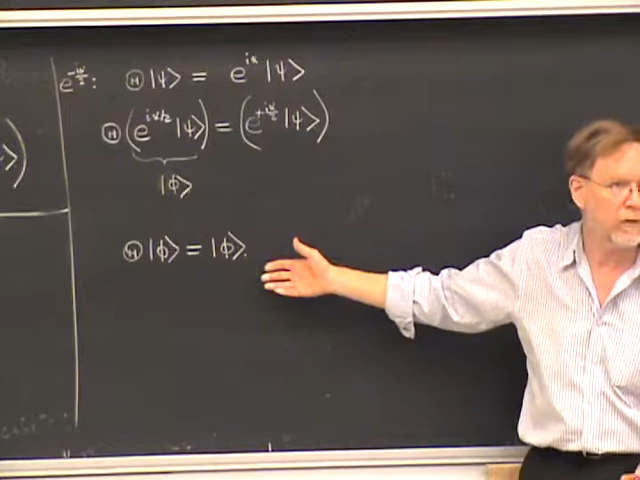 e^{-iα/2}: Ⓗ|ψ> = e^{iα}|ψ>
Ⓗ(e^{iα/2}|ψ>) = (e^{+iα/2}|ψ>)
|ϕ>
Ⓗ|ϕ> = |ϕ>.